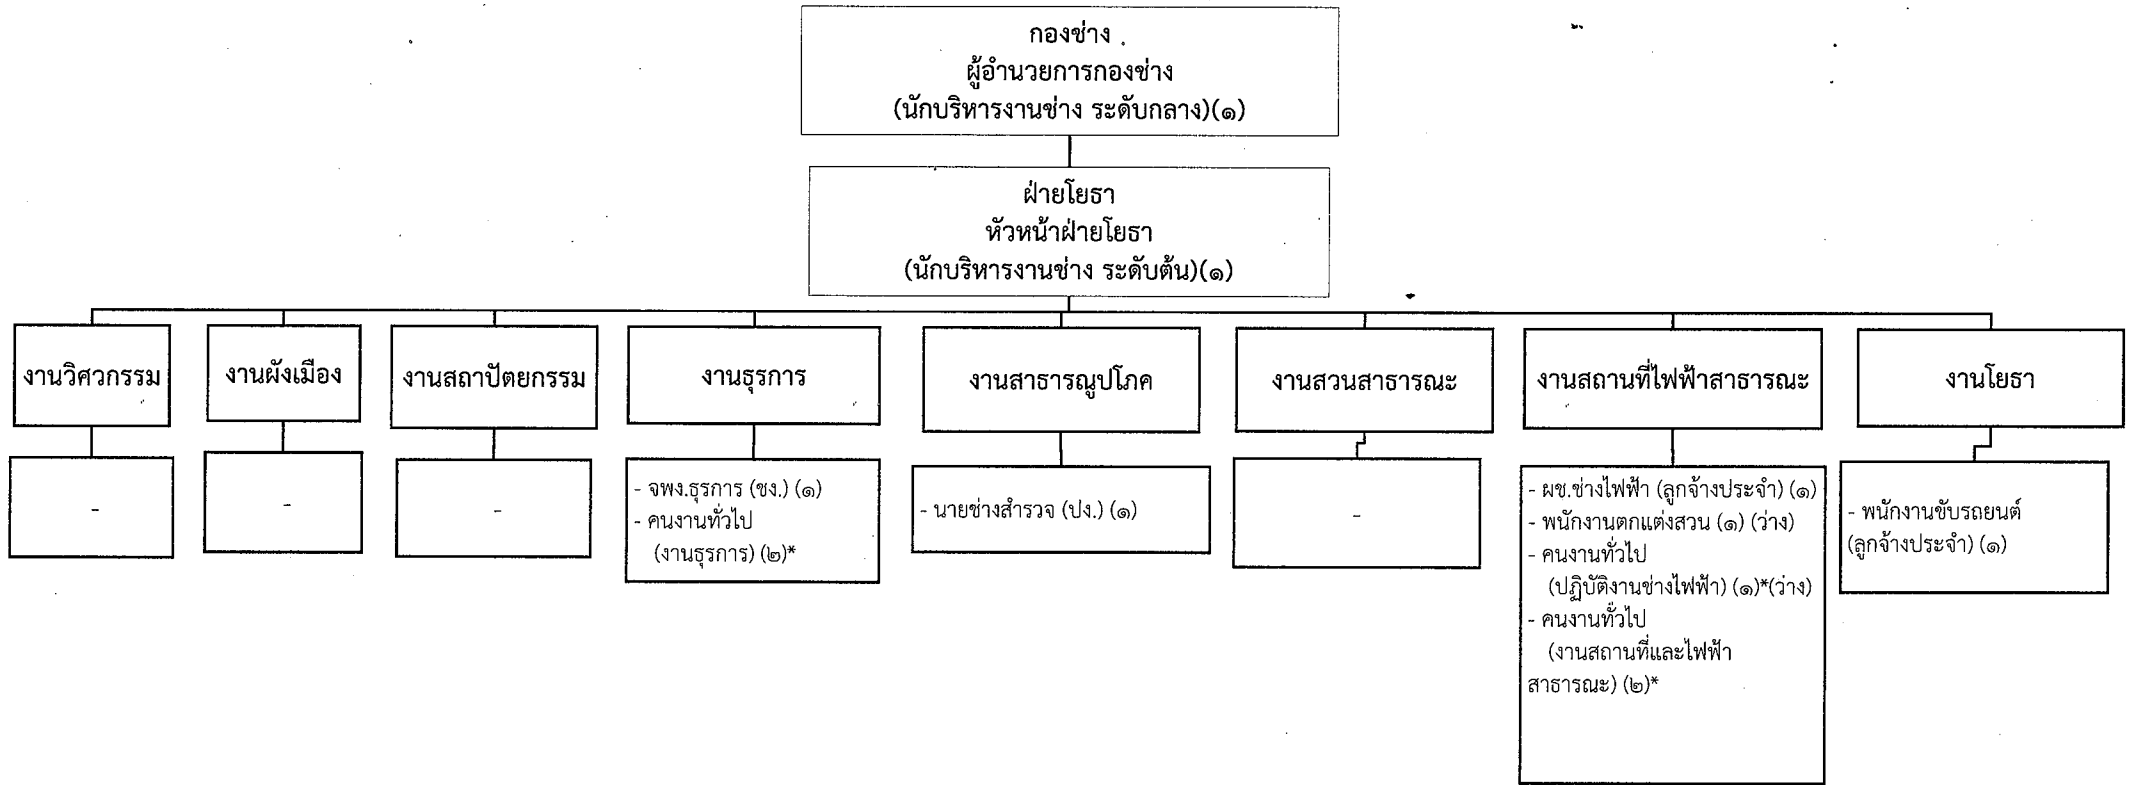 กองช่าง
ผู้อำนวยการกองช่าง
(นักบริหารงานช่าง ระดับกลาง)(๑)
ฝ่ายโยธา
หัวหน้าฝ่ายโยธา
(นักบริหารงานช่าง ระดับต้น)(๑)
งานวิศวกรรม
งานผังเมือง
งานสถาปัตยกรรม
งานธุรการ
งานสาธารณูปโภค
งานสวนสาธารณะ
งานสถานที่ไฟฟ้าสาธารณะ
งานโยธา
-
-
-
- จพง.ธุรการ (ชง.) (๑)
- คนงานทั่วไป
(งานธุรการ) (๒)*
- นายช่างสำรวจ (ปง.) (๑)
-
- ผช.ช่างไฟฟ้า (ลูกจ้างประจำ) (๑)
- พนักงานตกแต่งสวน (๑) (ว่าง)
- คนงานทั่วไป
(ปฏิบัติงานช่างไฟฟ้า) (๑)*(ว่าง)
- คนงานทั่วไป
(งานสถานที่และไฟฟ้า
สาธารณะ) (๒)*
- พนักงานขับรถยนต์
(ลูกจ้างประจำ) (๑)